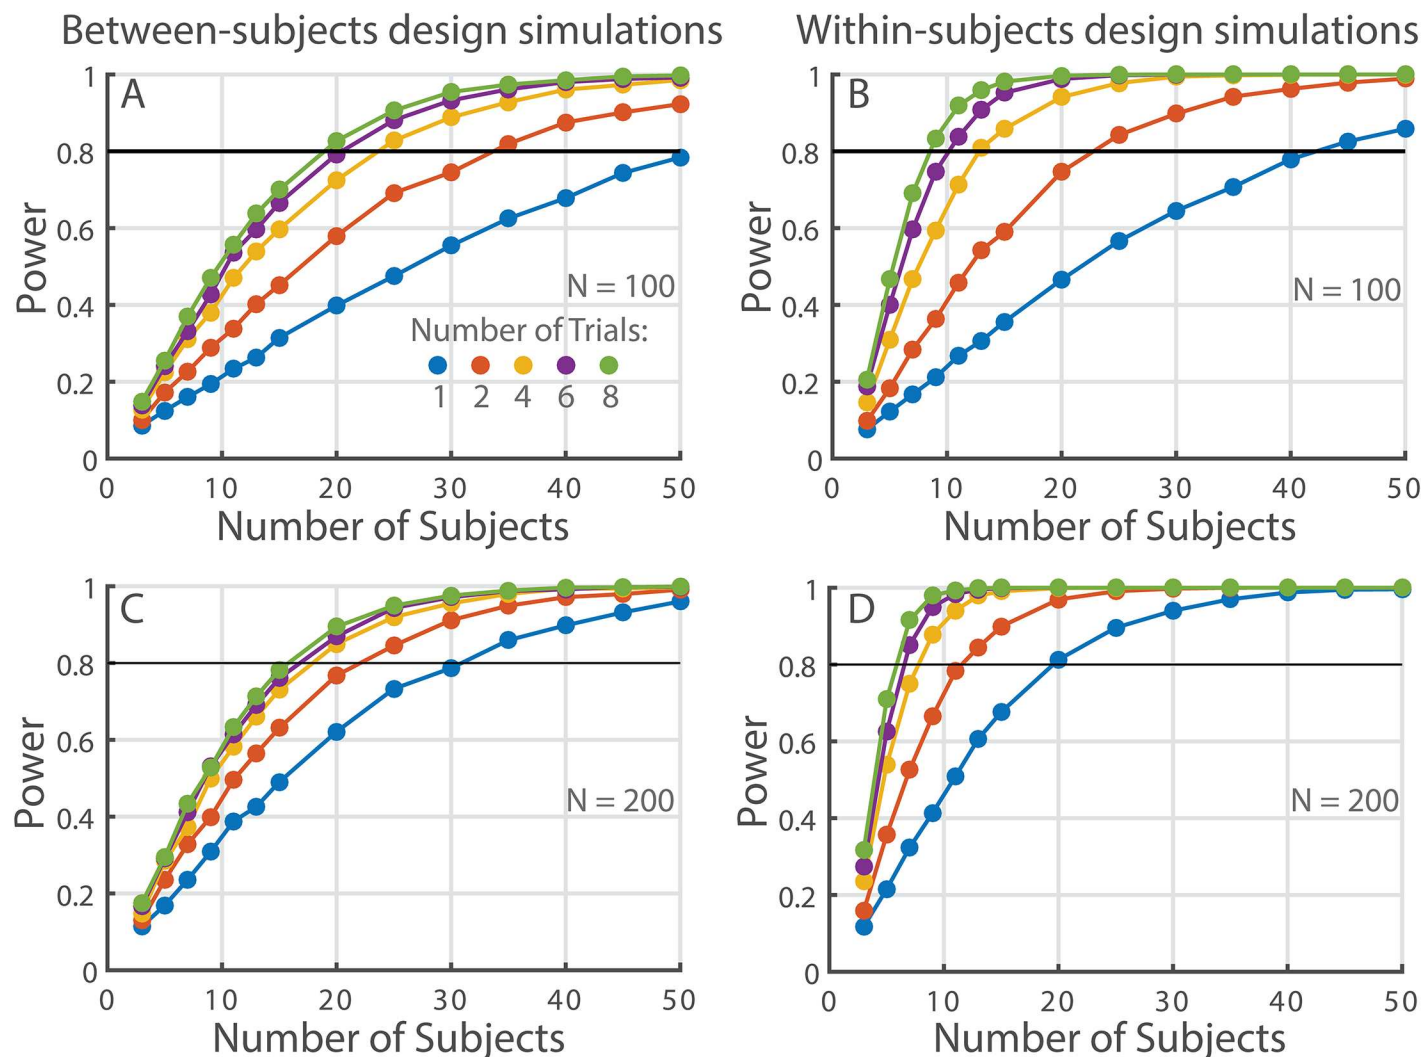 Between-subjects design simulations
Within-subjects design simulations
A
1
0.8
0.6
0.4
0.2
0
Power
N = 100
Number of Trials:
1 2 4 6 8
0 10 20 30 40 50
Number of Subjects
B
1
0.8
0.6
0.4
0.2
0
Power
N = 100
0 10 20 30 40 50
Number of Subjects
C
1
0.8
0.6
0.4
0.2
0
Power
N = 200
0 10 20 30 40 50
Number of Subjects
D
1
0.8
0.6
0.4
0.2
0
Power
N = 200
0 10 20 30 40 50
Number of Subjects